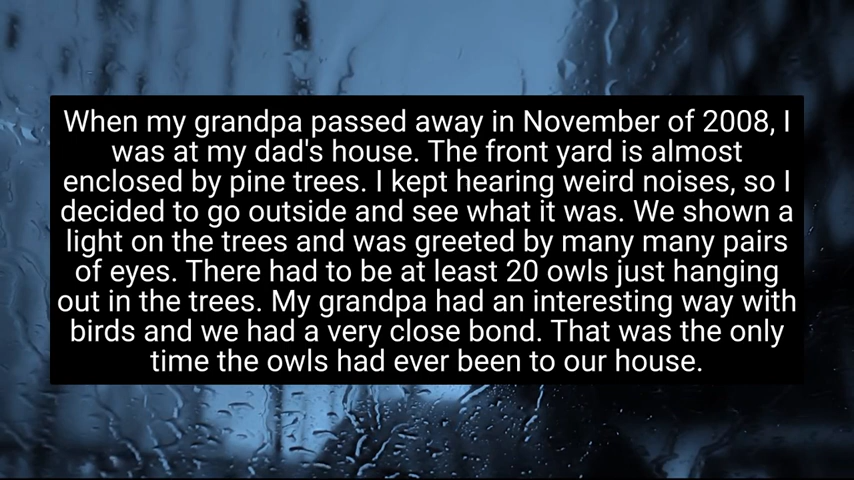 When my grandpa passed away in November of 2008, I
was at my dad's house. The front yard is almost
enclosed by pine trees. I kept hearing weird noises, so I
decided to go outside and see what it was. We shown a
light on the trees and was greeted by many many pairs
of eyes. There had to be at least 20 owls just hanging
out in the trees. My grandpa had an interesting way with
birds and we had a very close bond. That was the only
time the owls had ever been to our house.